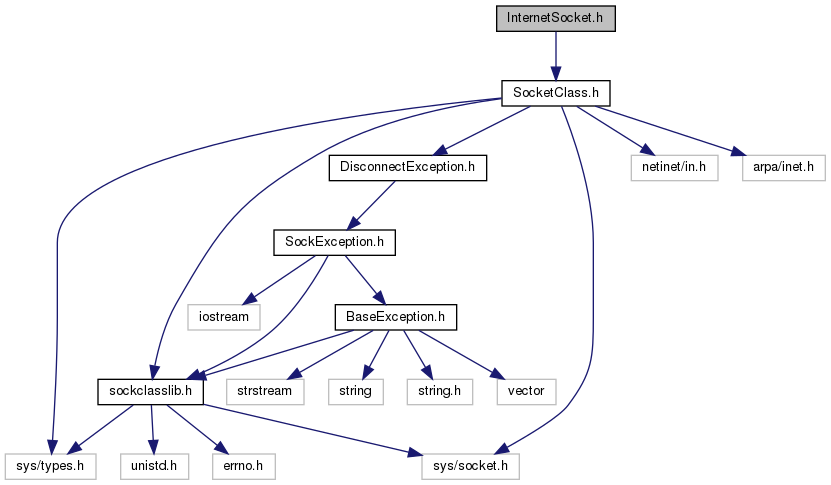 InternetSocket.h
SocketClass.h
DisconnectException.h
netinet/in.h
arpa/inet.h
SockException.h
iostream
BaseException.h
sockclasslib.h
strstream
string
string.h
vector
sys/types.h
unistd.h
errno.h
sys/socket.h